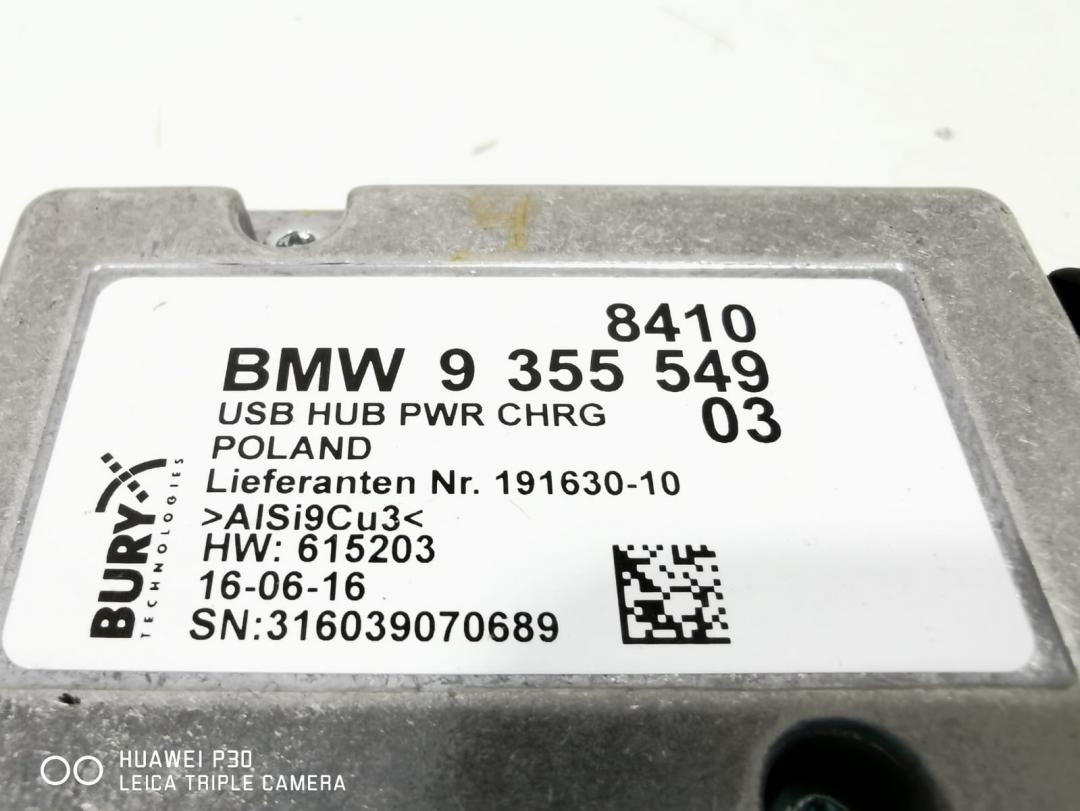 8410
BMW 9 355 549
USB HUB PWR CHRG 03
POLAND
Lieferanten Nr. 191630-10
>AlSi9Cu3<
HW: 615203
16-06-16
SN:316039070689
BURY
TECHNOLOGIES
HUAWEI P30
LEICA TRIPLE CAMERA